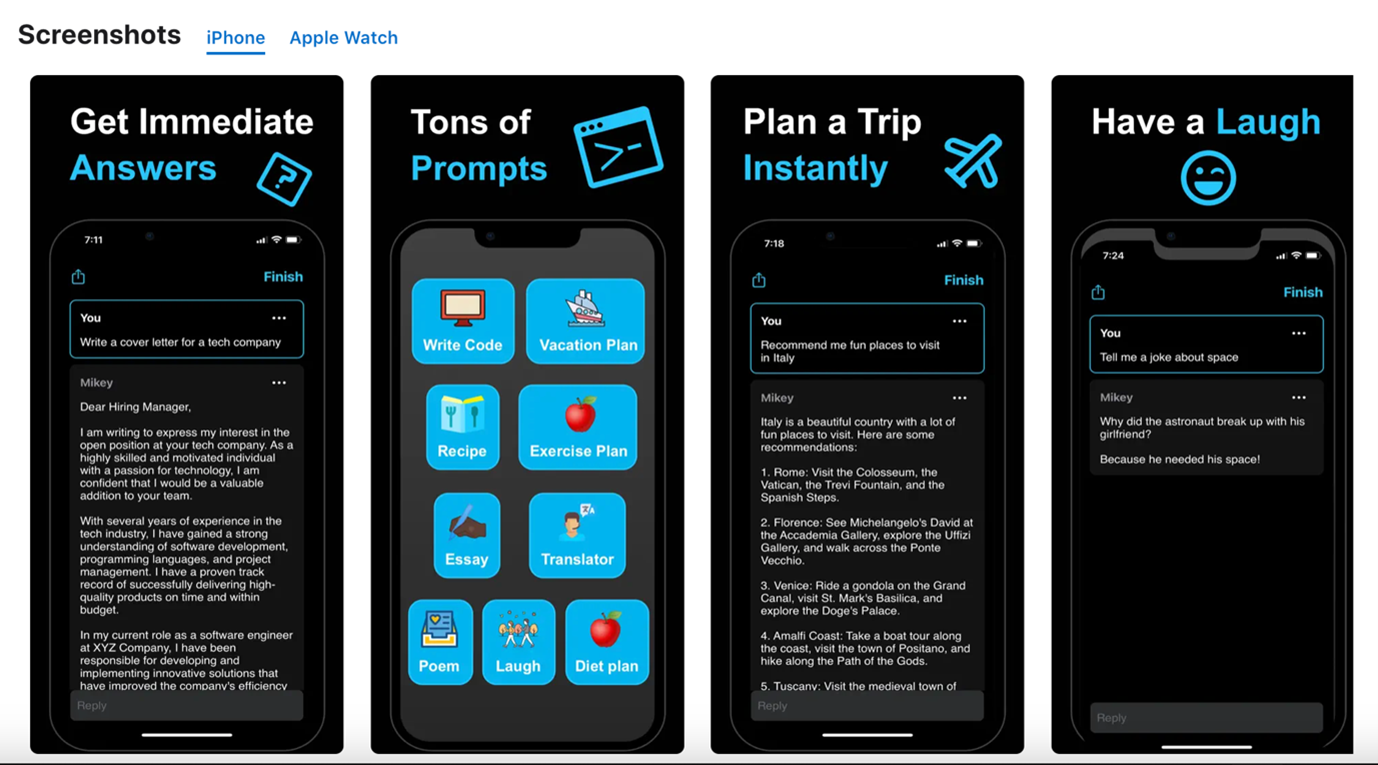 Screenshots
iPhone
Apple Watch
Get Immediate
Answers
?
7:11
Finish
You
Write a cover letter for a tech company
Mikey
Dear Hiring Manager,
I am writing to express my interest in the
open position at your tech company. As a
highly skilled and motivated individual
with a passion for technology, I am
confident that I would be a valuable
addition to your team.
With several years of experience in the
tech industry, I have gained a strong
understanding of software development,
programming languages, and project
management. I have a proven track
record of successfully delivering high-
quality products on time and within
budget.
In my current role as a software engineer
at XYZ Company, I have been
responsible for developing and
implementing innovative solutions that
have improved the company's efficiency
Reply
Tons of
Prompts
Write Code
Vacation Plan
Recipe
Exercise Plan
Essay
Translator
Poem
Laugh
Diet plan
Plan a Trip
Instantly
7:18
Finish
You
Recommend me fun places to visit
in Italy
Mikey
Italy is a beautiful country with a lot of
fun places to visit. Here are some
recommendations:
1. Rome: Visit the Colosseum, the
Vatican, the Trevi Fountain, and the
Spanish Steps.
2. Florence: See Michelangelo's David at
the Accademia Gallery, explore the Uffizi
Gallery, and walk across the Ponte
Vecchio.
3. Venice: Ride a gondola on the Grand
Canal, visit St. Mark's Basilica, and
explore the Doge's Palace.
4. Amalfi Coast: Take a boat tour along
the coast, visit the town of Positano, and
hike along the Path of the Gods.
5. Tuscany: Visit the medieval town of
Reply
Have a Laugh
7:24
Finish
You
Tell me a joke about space
Mikey
Why did the astronaut break up with his
girlfriend?
Because he needed his space!
Reply